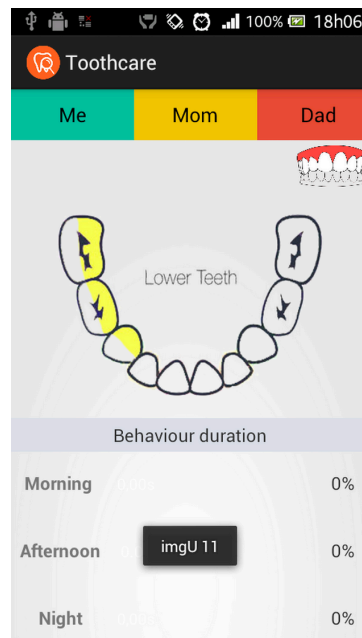 100% 18h06
Toothcare
Me Mom Dad
Lower Teeth
Behaviour duration
Morning 0%
Afternoon 0%
imgU 11
Night 0%